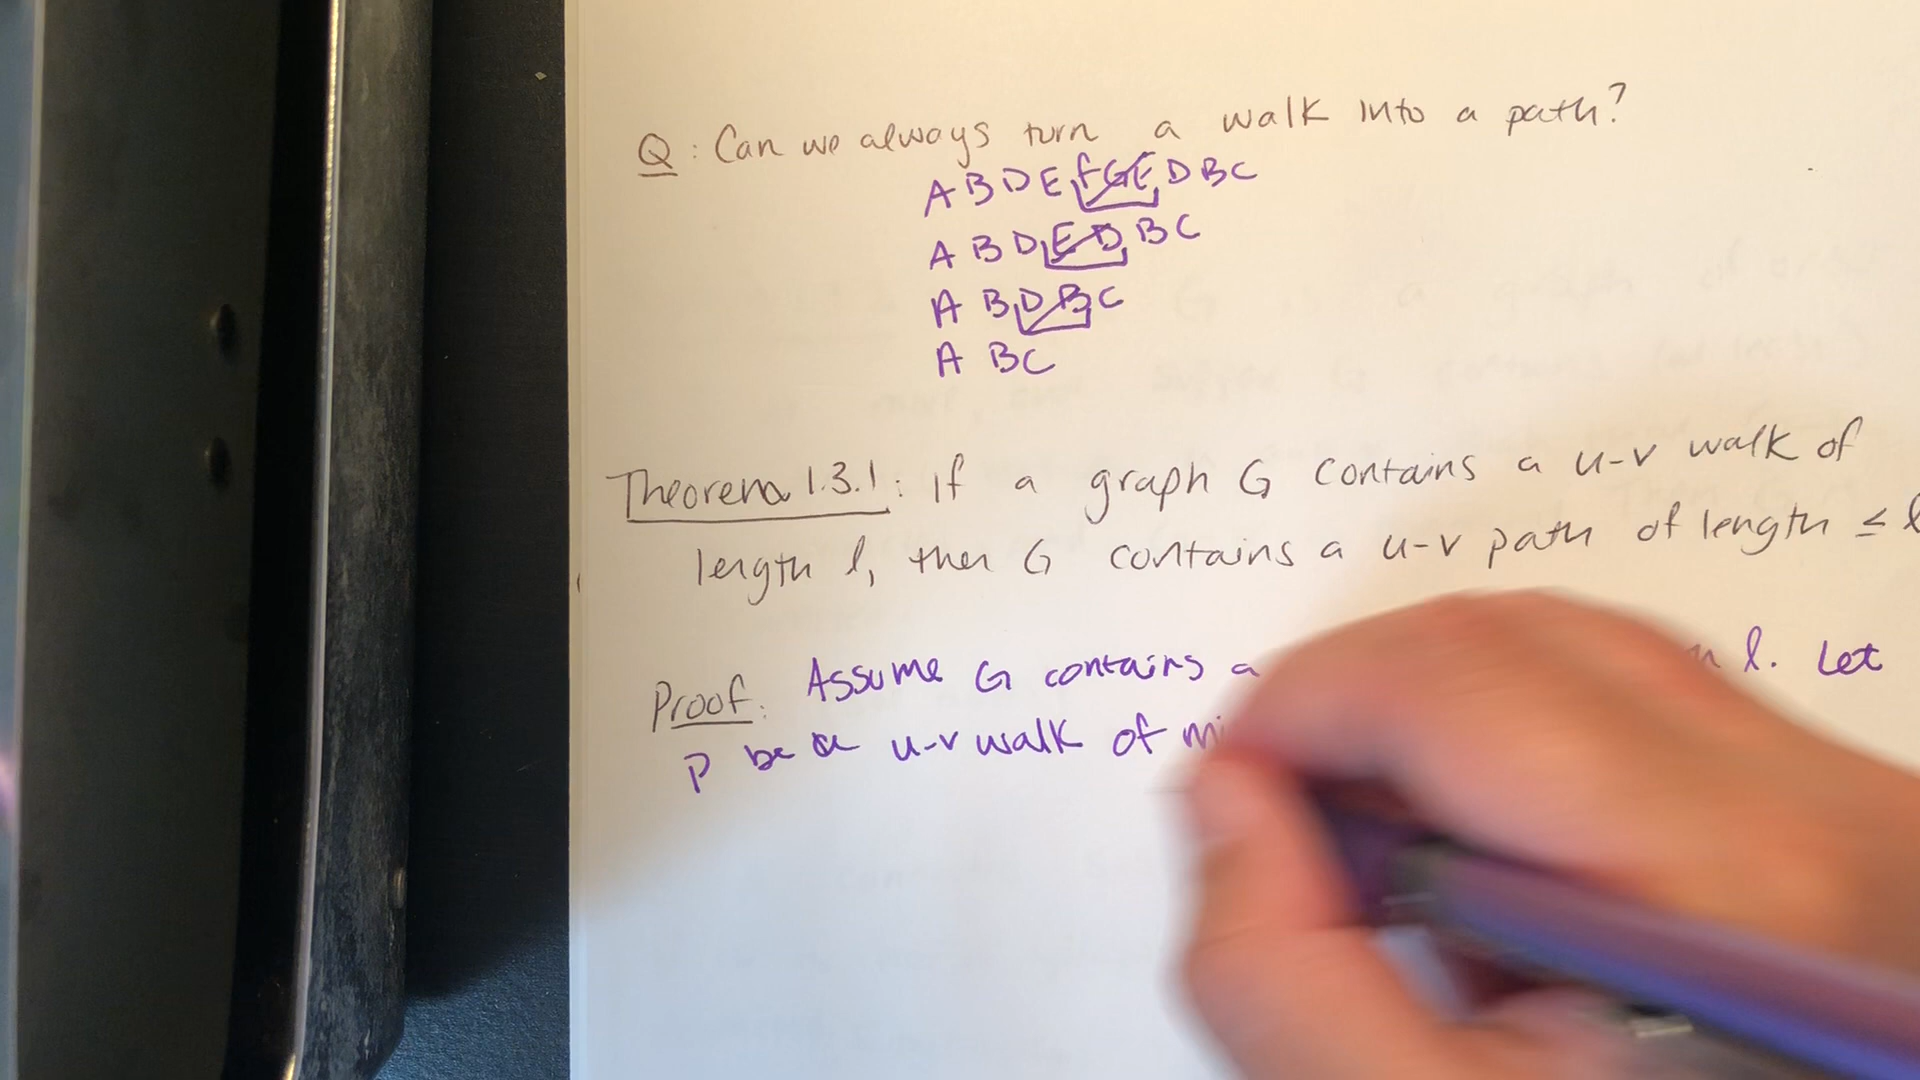 Q: Can we always turn a walk into a path?
A B D E F G E D B C
A B D E D B C
A B D B C
A B C
Theorem 1.3.1: If a graph G contains a u-v walk of
length l, then G contains a u-v path of length ≤ l
Proof: Assume G contains a l. Let
P be a u-v walk of